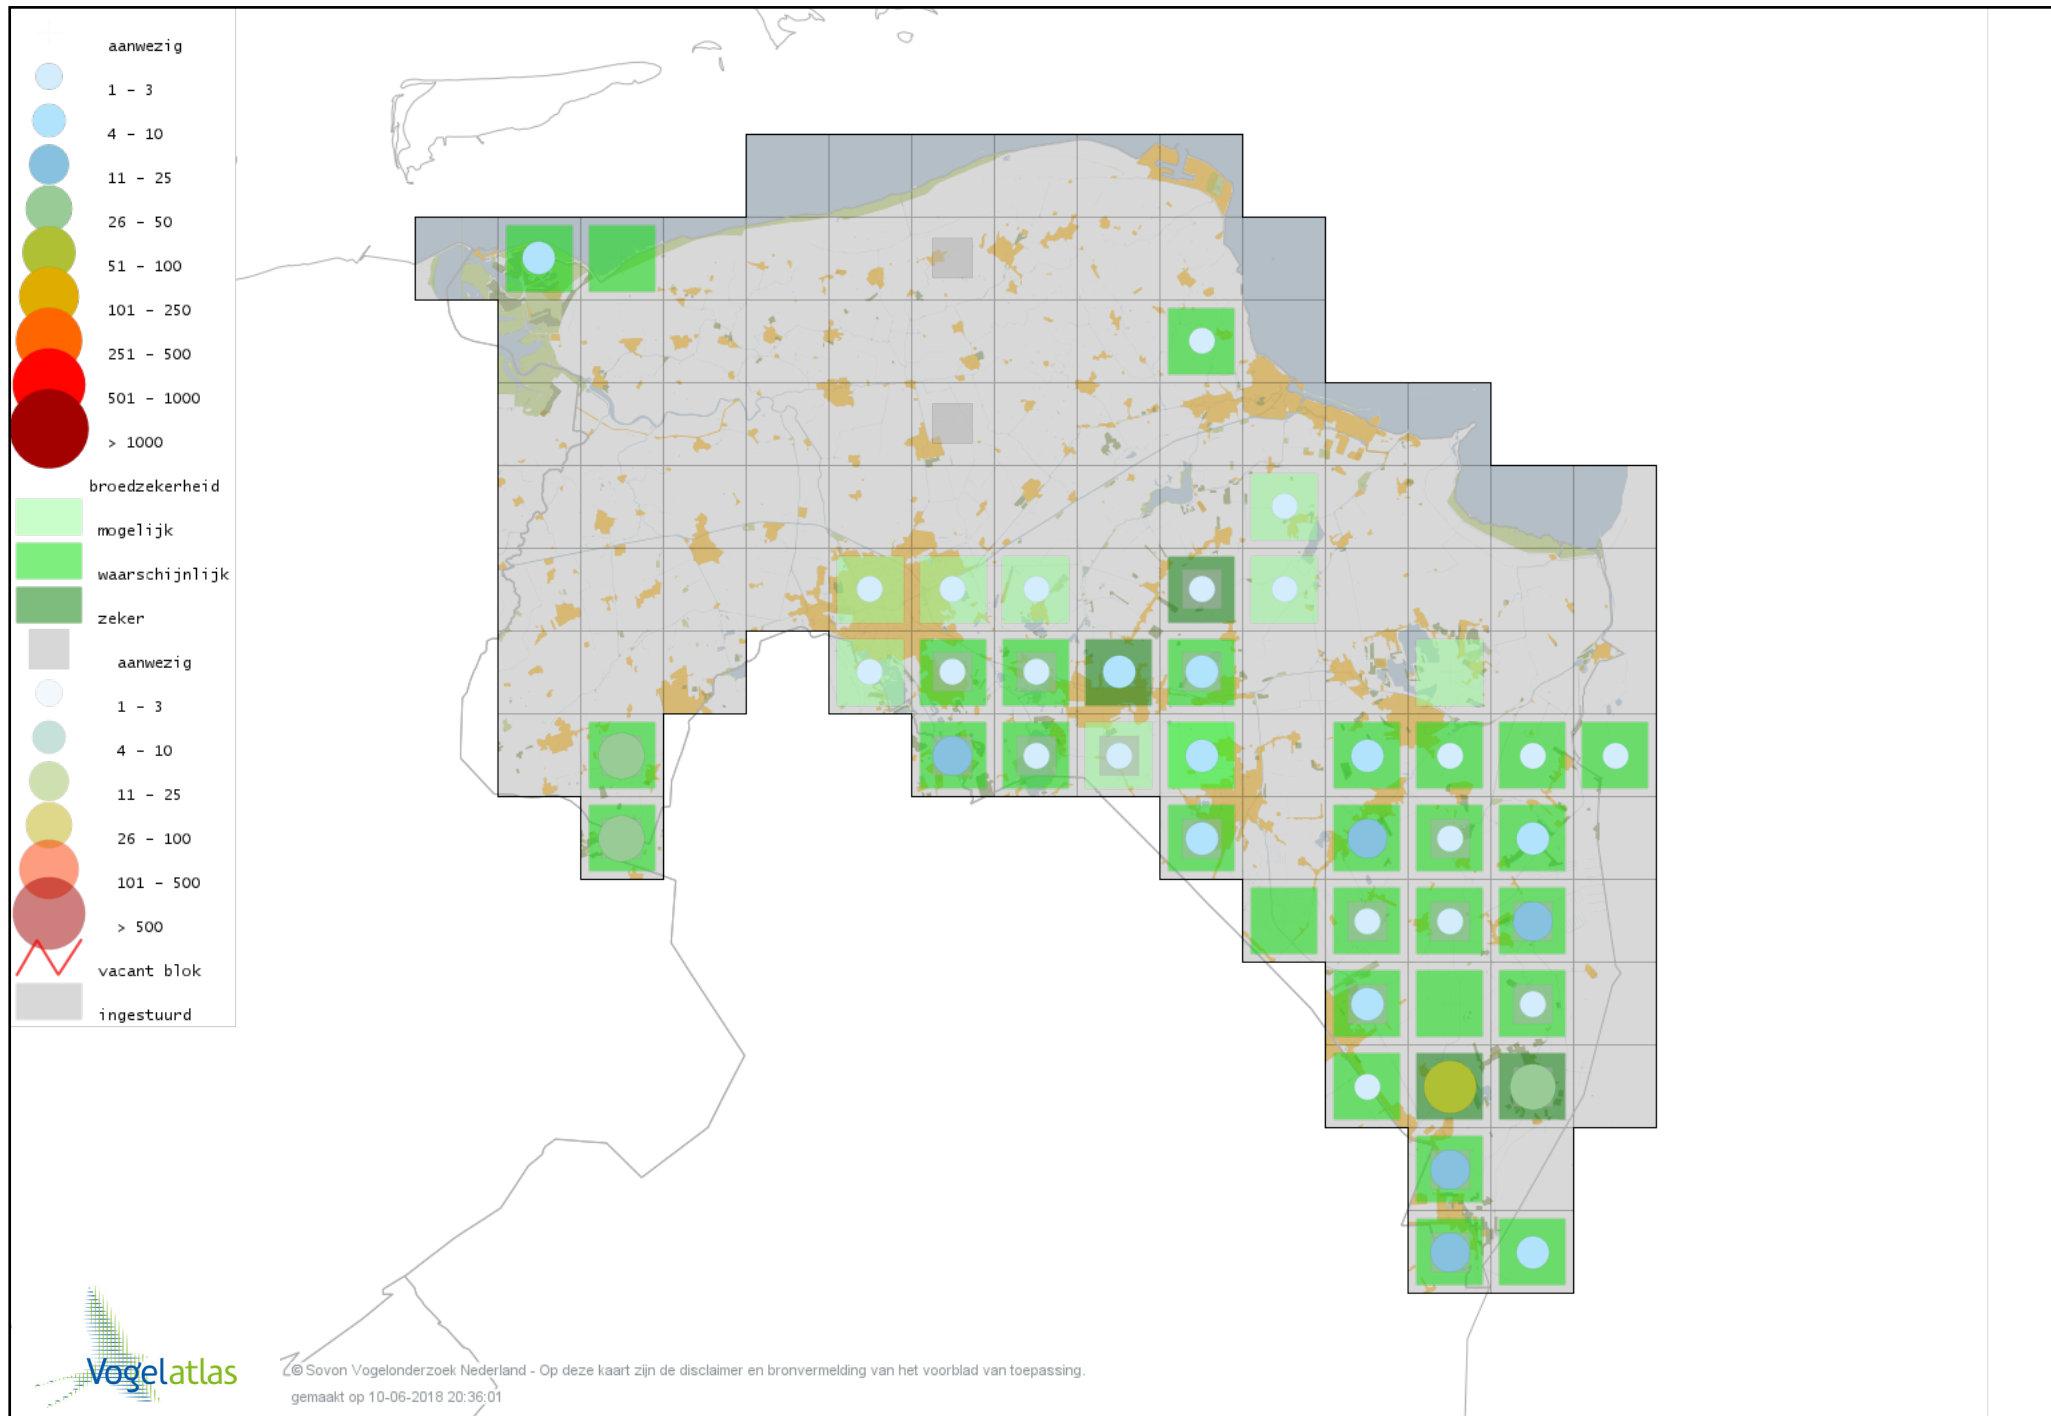 aanwezig
1 - 3
4 - 10
11 - 25
26 - 50
51 - 100
101 - 250
251 - 500
501 - 1000
> 1000
broedzekerheid
mogelijk
waarschijnlijk
zeker
aanwezig
1 - 3
4 - 10
11 - 25
26 - 100
101 - 500
> 500
vacant blok
ingestuurd
Vogelatlas
© Sovon Vogelonderzoek Nederland - Op deze kaart zijn de disclaimer en bronvermelding van het voorblad van toepassing.
gemaakt op 10-06-2018 20:36:01